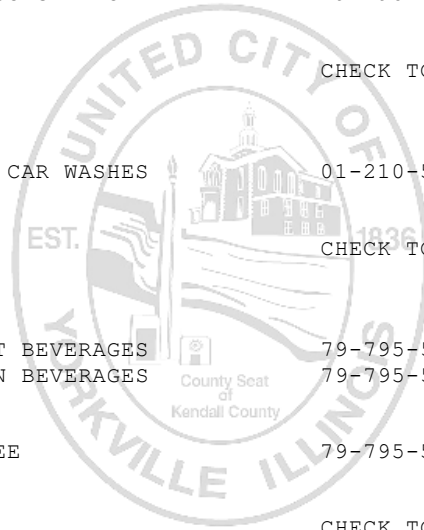 UNITED CITY OF
CHECK TO
CAR WASHES 01-210-5
EST. 1836
CHECK TO
T BEVERAGES 79-795-5
N BEVERAGES 79-795-5
County Seat
of
Kendall County
EE 79-795-5
YORKVILLE ILLINOIS
CHECK TO